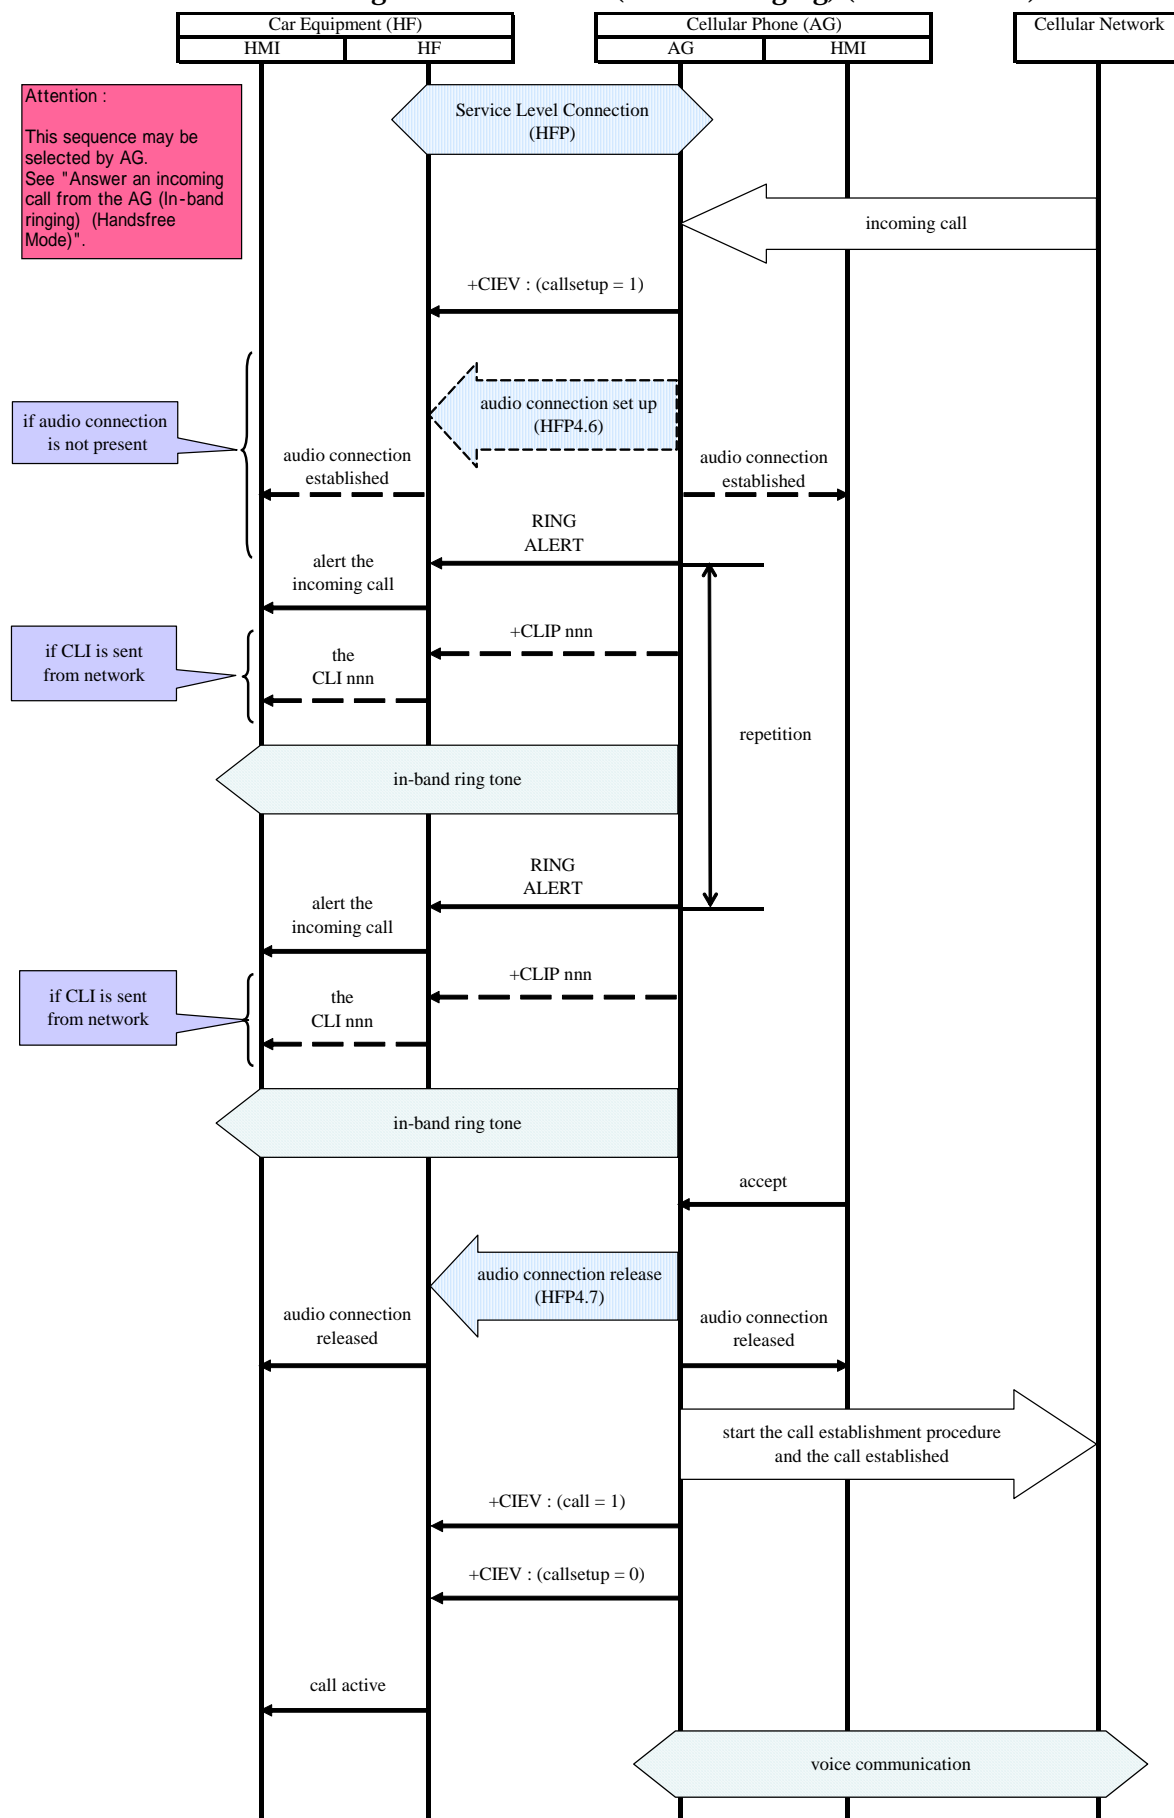 Car Equipment (HF)
HMI
HF
Cellular Phone (AG)
AG
HMI
Cellular Network
Attention :
This sequence may be
selected by AG.
See "Answer an incoming
call from the AG (In-band
ringing) (Handsfree
Mode)".
Service Level Connection
(HFP)
incoming call
+CIEV : (callsetup = 1)
if audio connection
is not present
audio connection set up
(HFP4.6)
audio connection
established
audio connection
established
RING
ALERT
alert the
incoming call
if CLI is sent
from network
+CLIP nnn
the
CLI nnn
repetition
in-band ring tone
RING
ALERT
alert the
incoming call
if CLI is sent
from network
+CLIP nnn
the
CLI nnn
in-band ring tone
accept
audio connection release
(HFP4.7)
audio connection
released
audio connection
released
start the call establishment procedure
and the call established
+CIEV : (call = 1)
+CIEV : (callsetup = 0)
call active
voice communication